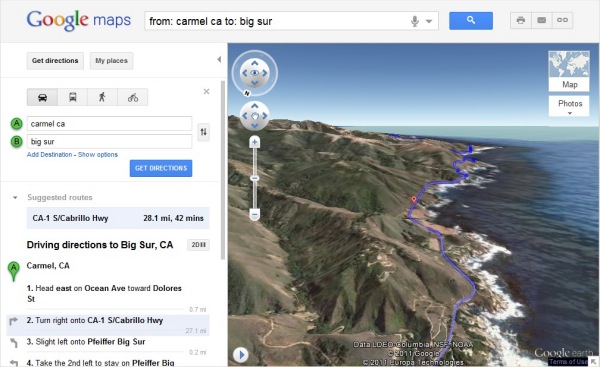 Google maps
from: carmel ca to: big sur
Get directions
My places
A
carmel ca
B
big sur
Add Destination - Show options
GET DIRECTIONS
Suggested routes
CA-1 S/Cabrillo Hwy
28.1 mi, 42 mins
Driving directions to Big Sur, CA
A
Carmel, CA
1. Head east on Ocean Ave toward Dolores
St
0.7 mi
2. Turn right onto CA-1 S/Cabrillo Hwy
27.1 mi
3. Slight left onto Pfeiffer Big Sur
0.2 mi
4. Take the 2nd left to stay on Pfeiffer Big
Sur
N
Map
Photos
Data LDEO-Columbia, NSF, NOAA
© 2011 Google
© 2011 Europa Technologies
Google earth
Terms of Use